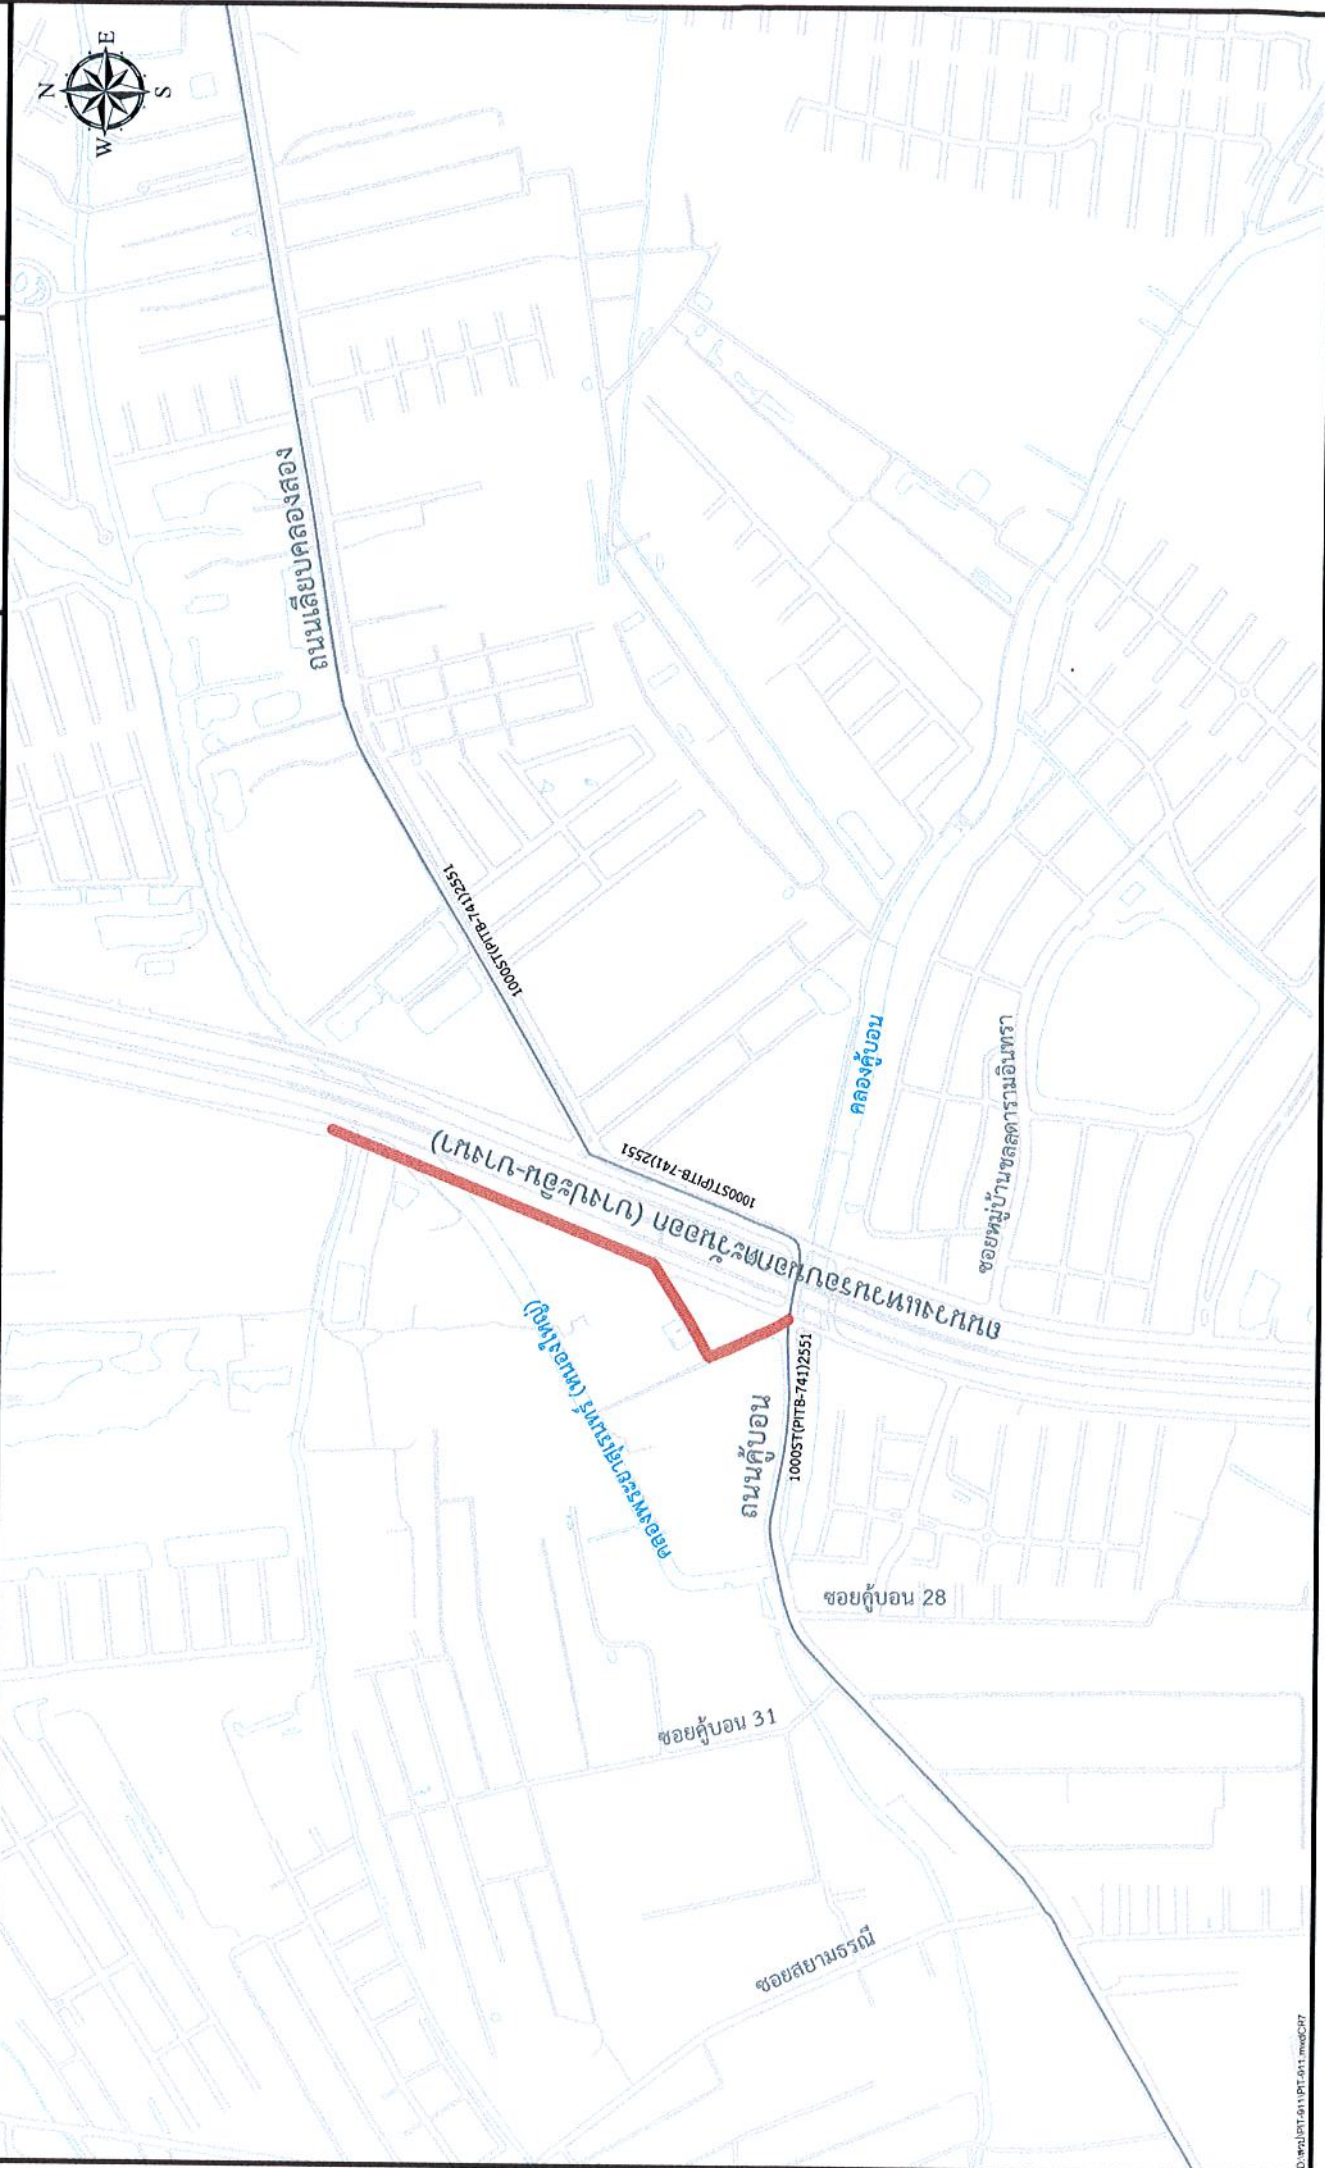 N
E
W
S
ถนนเลียบคลองสอง
1000ST(PITB-741)2551
1000ST(PITB-741)2551
ถนนวงแหวนรอบนอกตะวันออก (บางปะอิน-บางนา)
คลองคู้บอน
ซอยหมู่บ้านชลลดารามอินทรา
คลองพระยาสุเรนทร์ (หนองใหญ่)
ถนนคู้บอน
1000ST(PITB-741)2551
ซอยคู้บอน 28
ซอยคู้บอน 31
ซอยสยามธรณี